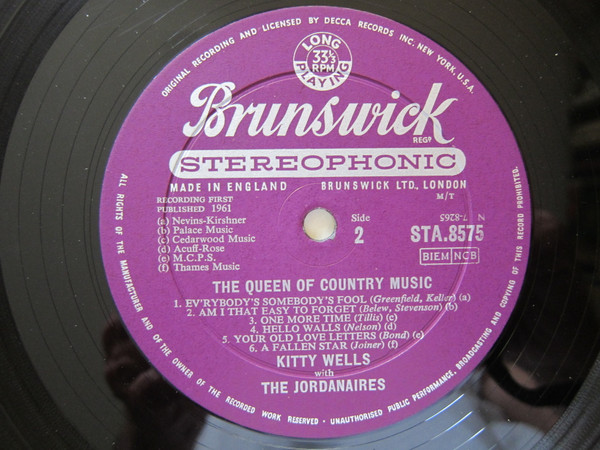 ORIGINAL RECORDING AND LICENSED BY DECCA RECORDS INC. NEW YORK, U.S.A.
LONG
33⅓
RPM
PLAYING
Brunswick
REGD
STEREOPHONIC
MADE IN ENGLAND BRUNSWICK LTD., LONDON
RECORDING FIRST
PUBLISHED 1961
M/T
(a) Nevins-Kirshner
(b) Palace Music
(c) Cedarwood Music
(d) Acuff-Rose
(e) M.C.P.S.
(f) Thames Music
Side
2
STA.8575
BIEM NCB
THE QUEEN OF COUNTRY MUSIC
1. EV'RYBODY'S SOMEBODY'S FOOL (Greenfield, Keller) (a)
2. AM I THAT EASY TO FORGET (Belew, Stevenson) (b)
3. ONE MORE TIME (Tillis) (c)
4. HELLO WALLS (Nelson) (d)
5. YOUR OLD LOVE LETTERS (Bond) (e)
6. A FALLEN STAR (Joiner) (f)
KITTY WELLS
with
THE JORDANAIRES
ALL RIGHTS OF THE MANUFACTURER AND OF THE OWNER OF THE RECORDED WORK RESERVED · UNAUTHORISED PUBLIC PERFORMANCE, BROADCASTING AND COPYING OF THIS RECORD PROHIBITED.